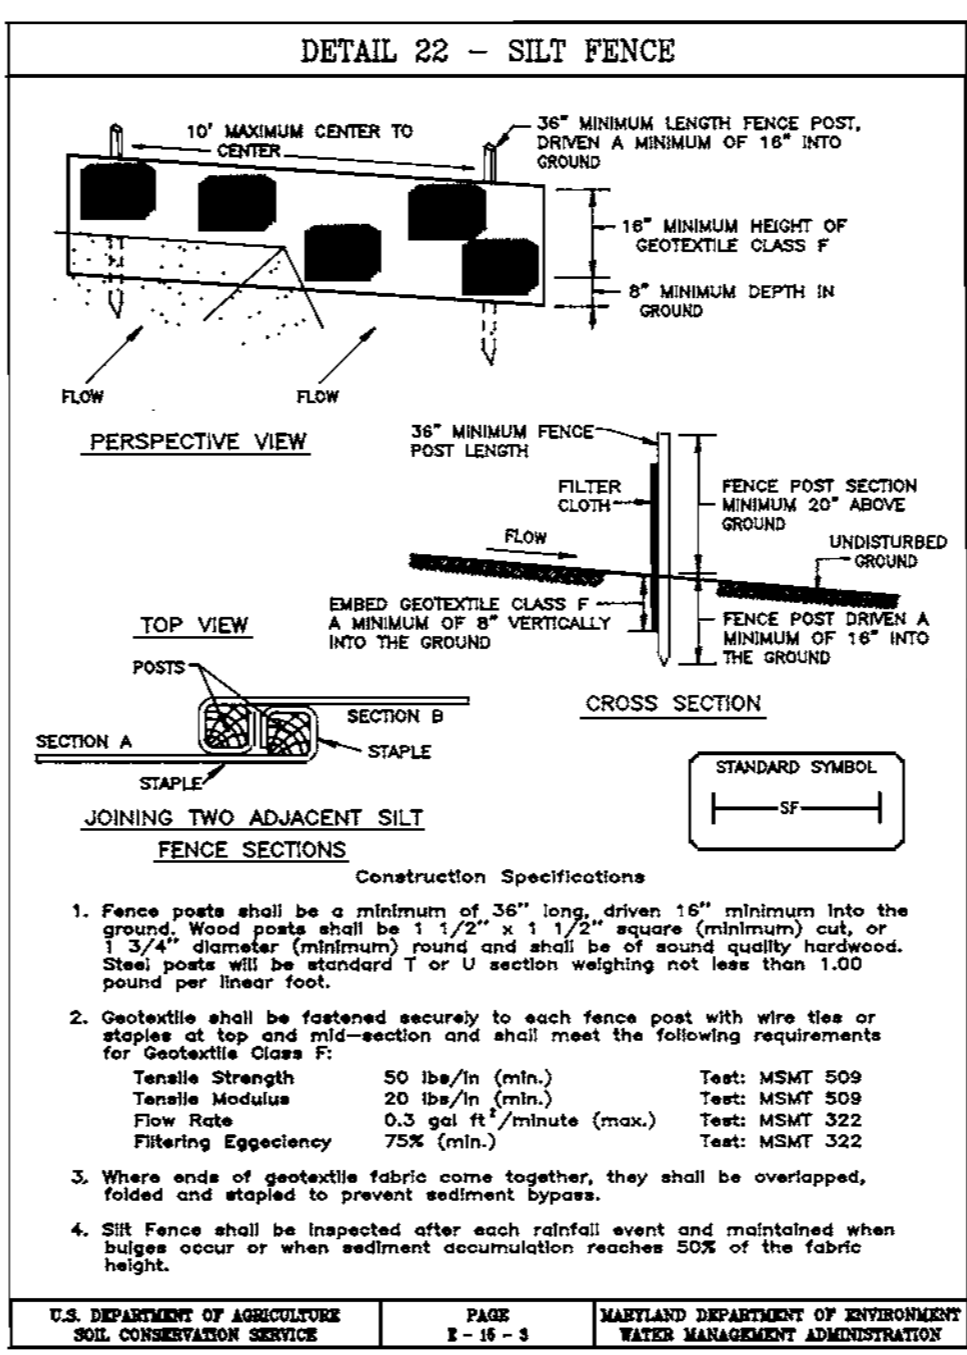 DETAIL 22 - SILT FENCE
10' MAXIMUM CENTER TO
CENTER
36" MINIMUM LENGTH FENCE POST,
DRIVEN A MINIMUM OF 16" INTO
GROUND
16" MINIMUM HEIGHT OF
GEOTEXTILE CLASS F
8" MINIMUM DEPTH IN
GROUND
FLOW
FLOW
PERSPECTIVE VIEW
36" MINIMUM FENCE
POST LENGTH
FILTER
CLOTH
FENCE POST SECTION
MINIMUM 20" ABOVE
GROUND
FLOW
UNDISTURBED
GROUND
EMBED GEOTEXTILE CLASS F
A MINIMUM OF 8" VERTICALLY
INTO THE GROUND
FENCE POST DRIVEN A
MINIMUM OF 16" INTO
THE GROUND
CROSS SECTION
TOP VIEW
POSTS
SECTION B
SECTION A
STAPLE
STAPLE
JOINING TWO ADJACENT SILT
FENCE SECTIONS
STANDARD SYMBOL
SF
Construction Specifications
1. Fence posts shall be a minimum of 36" long, driven 16" minimum into the
ground. Wood posts shall be 1 1/2" x 1 1/2" square (minimum) cut, or
1 3/4" diameter (minimum) round and shall be of sound quality hardwood.
Steel posts will be standard T or U section weighing not less than 1.00
pound per linear foot.
2. Geotextile shall be fastened securely to each fence post with wire ties or
staples at top and mid-section and shall meet the following requirements
for Geotextile Class F:
Tensile Strength 50 lbs/in (min.) Test: MSMT 509
Tensile Modulus 20 lbs/in (min.) Test: MSMT 509
Flow Rate 0.3 gal ft²/minute (max.) Test: MSMT 322
Filtering Eggeciency 75% (min.) Test: MSMT 322
3. Where ends of geotextile fabric come together, they shall be overlapped,
folded and stapled to prevent sediment bypass.
4. Silt Fence shall be inspected after each rainfall event and maintained when
bulges occur or when sediment accumulation reaches 50% of the fabric
height.
U.S. DEPARTMENT OF AGRICULTURE
SOIL CONSERVATION SERVICE
PAGE
E - 15 - 3
MARYLAND DEPARTMENT OF ENVIRONMENT
WATER MANAGEMENT ADMINISTRATION